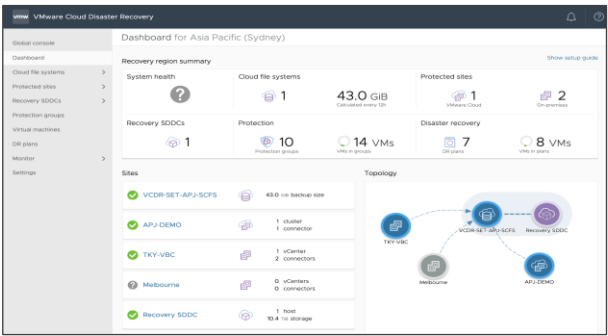 vmw VMware Cloud Disaster Recovery
Global console
Dashboard
Cloud file systems
Protected sites
Recovery SDDCs
Protection groups
Virtual machines
DR plans
Monitor
Settings
Dashboard for Asia Pacific (Sydney)
Recovery region summary
Show setup guide
System health
?
Cloud file systems
1
43.0 GiB
Calculated every 12h
Protected sites
1
VMware Cloud
2
On-premises
Recovery SDDCs
1
Protection
10
Protection groups
14 VMs
VMs in groups
Disaster recovery
7
DR plans
8 VMs
VMs in plans
Sites
VCDR-SET-APJ-SCFS
43.0 GiB backup size
APJ-DEMO
1 cluster
1 connector
TKY-VBC
1 vCenter
2 connectors
Melbourne
0 vCenters
0 connectors
Recovery SDDC
1 host
10.4 TiB storage
Topology
TKY-VBC
VCDR-SET-APJ-SCFS
Recovery SDDC
Melbourne
APJ-DEMO